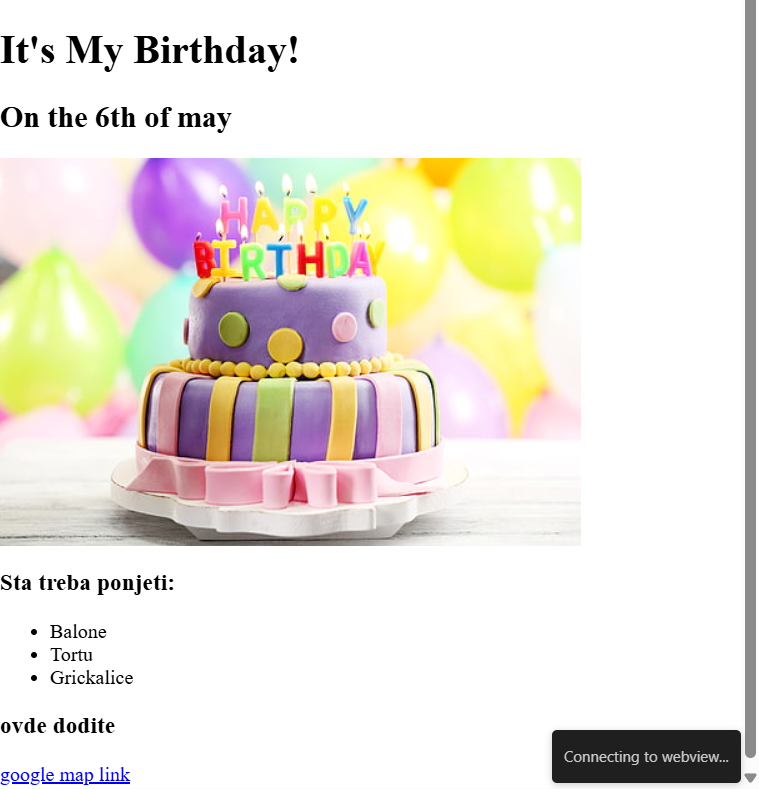 It's My Birthday!
On the 6th of may
HAPPY
BIRTHDAY
Sta treba ponjeti:
Balone
Tortu
Grickalice
ovde dodite
google map link
Connecting to webview...